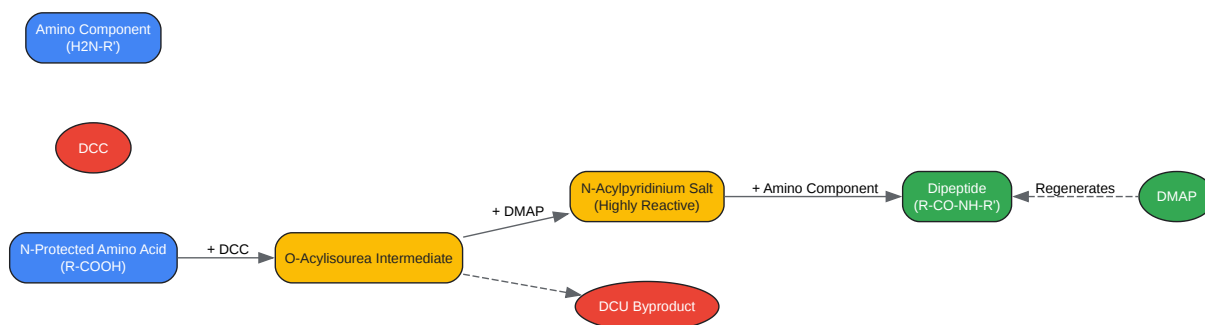 Amino Component
(H2N-R')
DCC
N-Protected Amino Acid
(R-COOH)
+ DCC
O-Acylisourea Intermediate
+ DMAP
N-Acylpyridinium Salt
(Highly Reactive)
DCU Byproduct
+ Amino Component
Dipeptide
(R-CO-NH-R')
Regenerates
DMAP